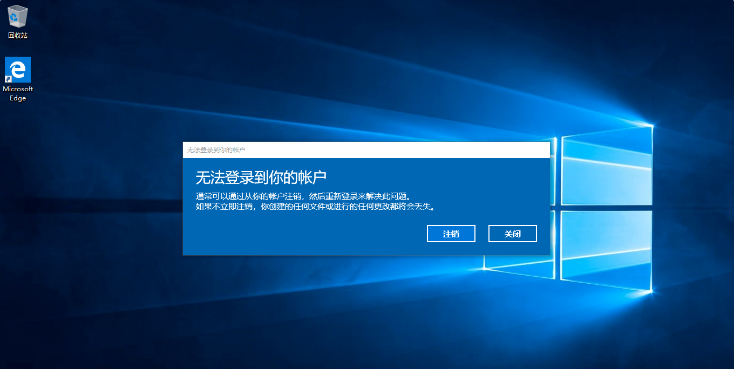 回收站
Microsoft
Edge
无法登录到你的帐户
无法登录到你的帐户
通常可以通过从你的帐户注销，然后重新登录来解决此问题。
如果不立即注销，你创建的任何文件或进行的任何更改都将会丢失。
注销
关闭